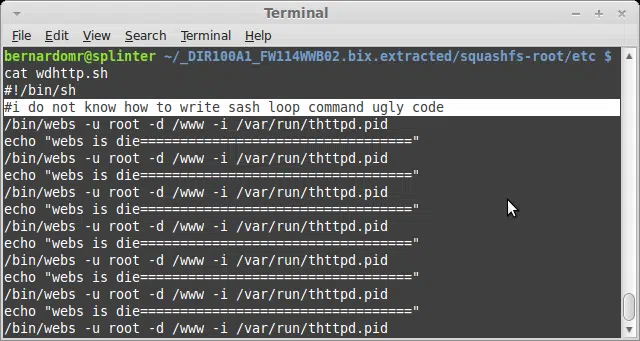 Terminal
File Edit View Search Terminal Help
bernardomr@splinter ~/_DIR100A1_FW114WWB02.bix.extracted/squashfs-root/etc $
cat wdhttp.sh
#!/bin/sh
#i do not know how to write sash loop command ugly code
/bin/webs -u root -d /www -i /var/run/thttpd.pid
echo "webs is die=================================="
/bin/webs -u root -d /www -i /var/run/thttpd.pid
echo "webs is die=================================="
/bin/webs -u root -d /www -i /var/run/thttpd.pid
echo "webs is die=================================="
/bin/webs -u root -d /www -i /var/run/thttpd.pid
echo "webs is die=================================="
/bin/webs -u root -d /www -i /var/run/thttpd.pid
echo "webs is die=================================="
/bin/webs -u root -d /www -i /var/run/thttpd.pid
echo "webs is die=================================="
/bin/webs -u root -d /www -i /var/run/thttpd.pid